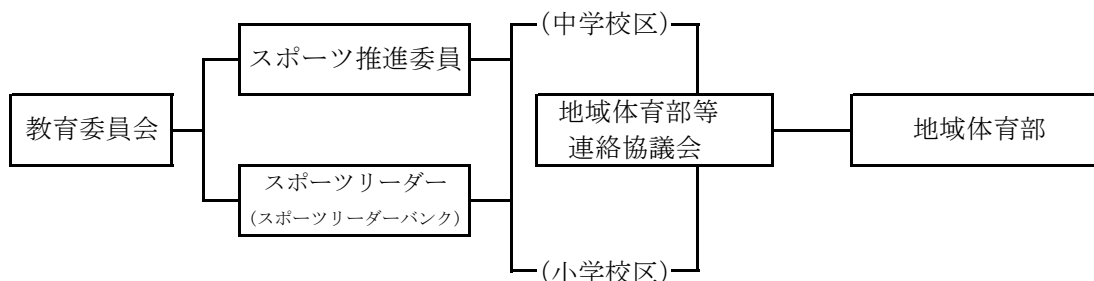 教育委員会
スポーツ推進委員
スポーツリーダー
(スポーツリーダーバンク)
(中学校区)
地域体育部等
連絡協議会
(小学校区)
地域体育部